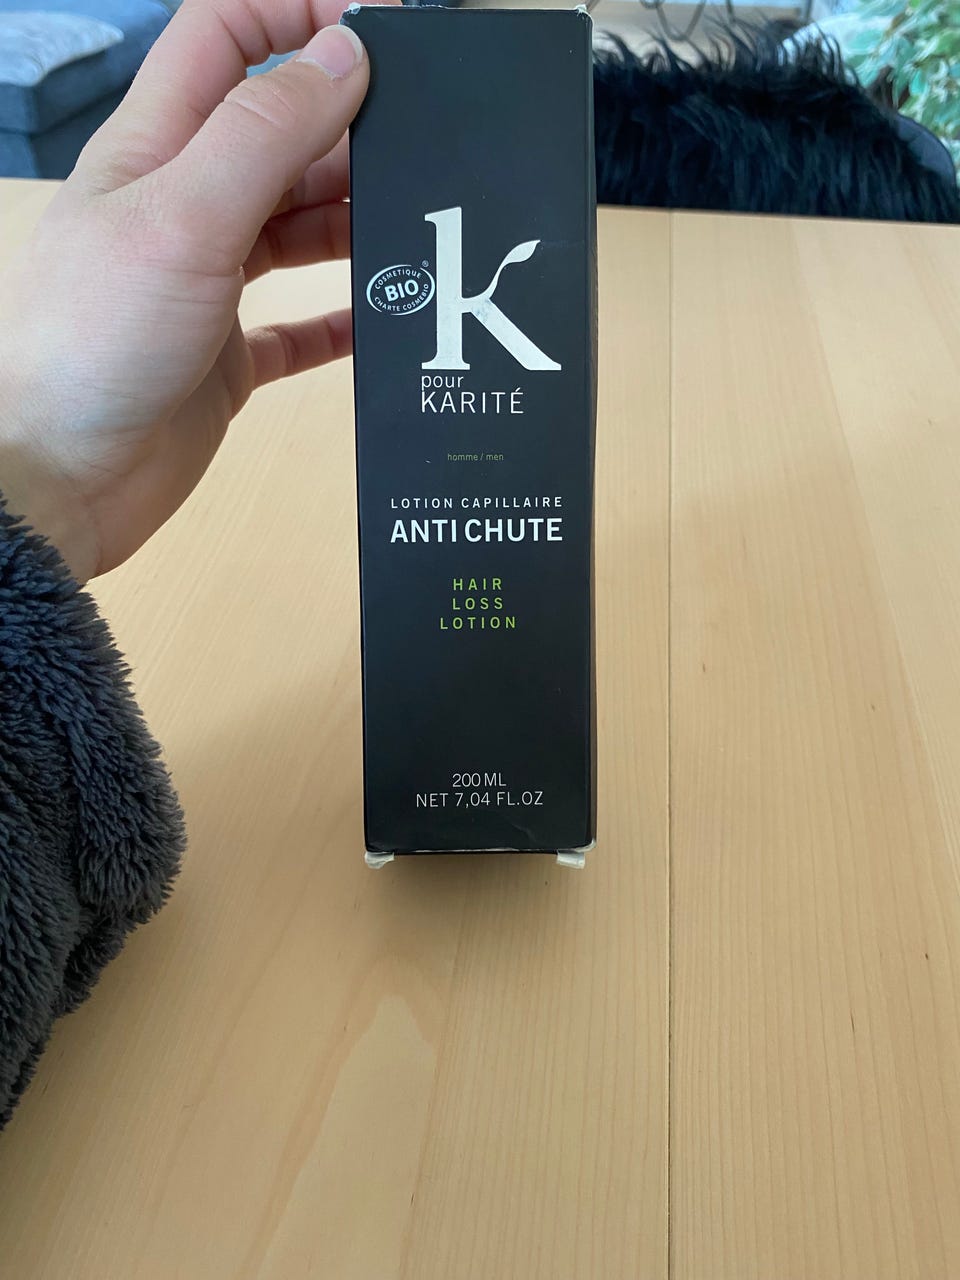 k
COSMETIQUE
BIO
CHARTE COSMEBIO
®
pour
KARITÉ
homme / men
LOTION CAPILLAIRE
ANTI CHUTE
HAIR
LOSS
LOTION
200 ML
NET 7,04 FL.OZ